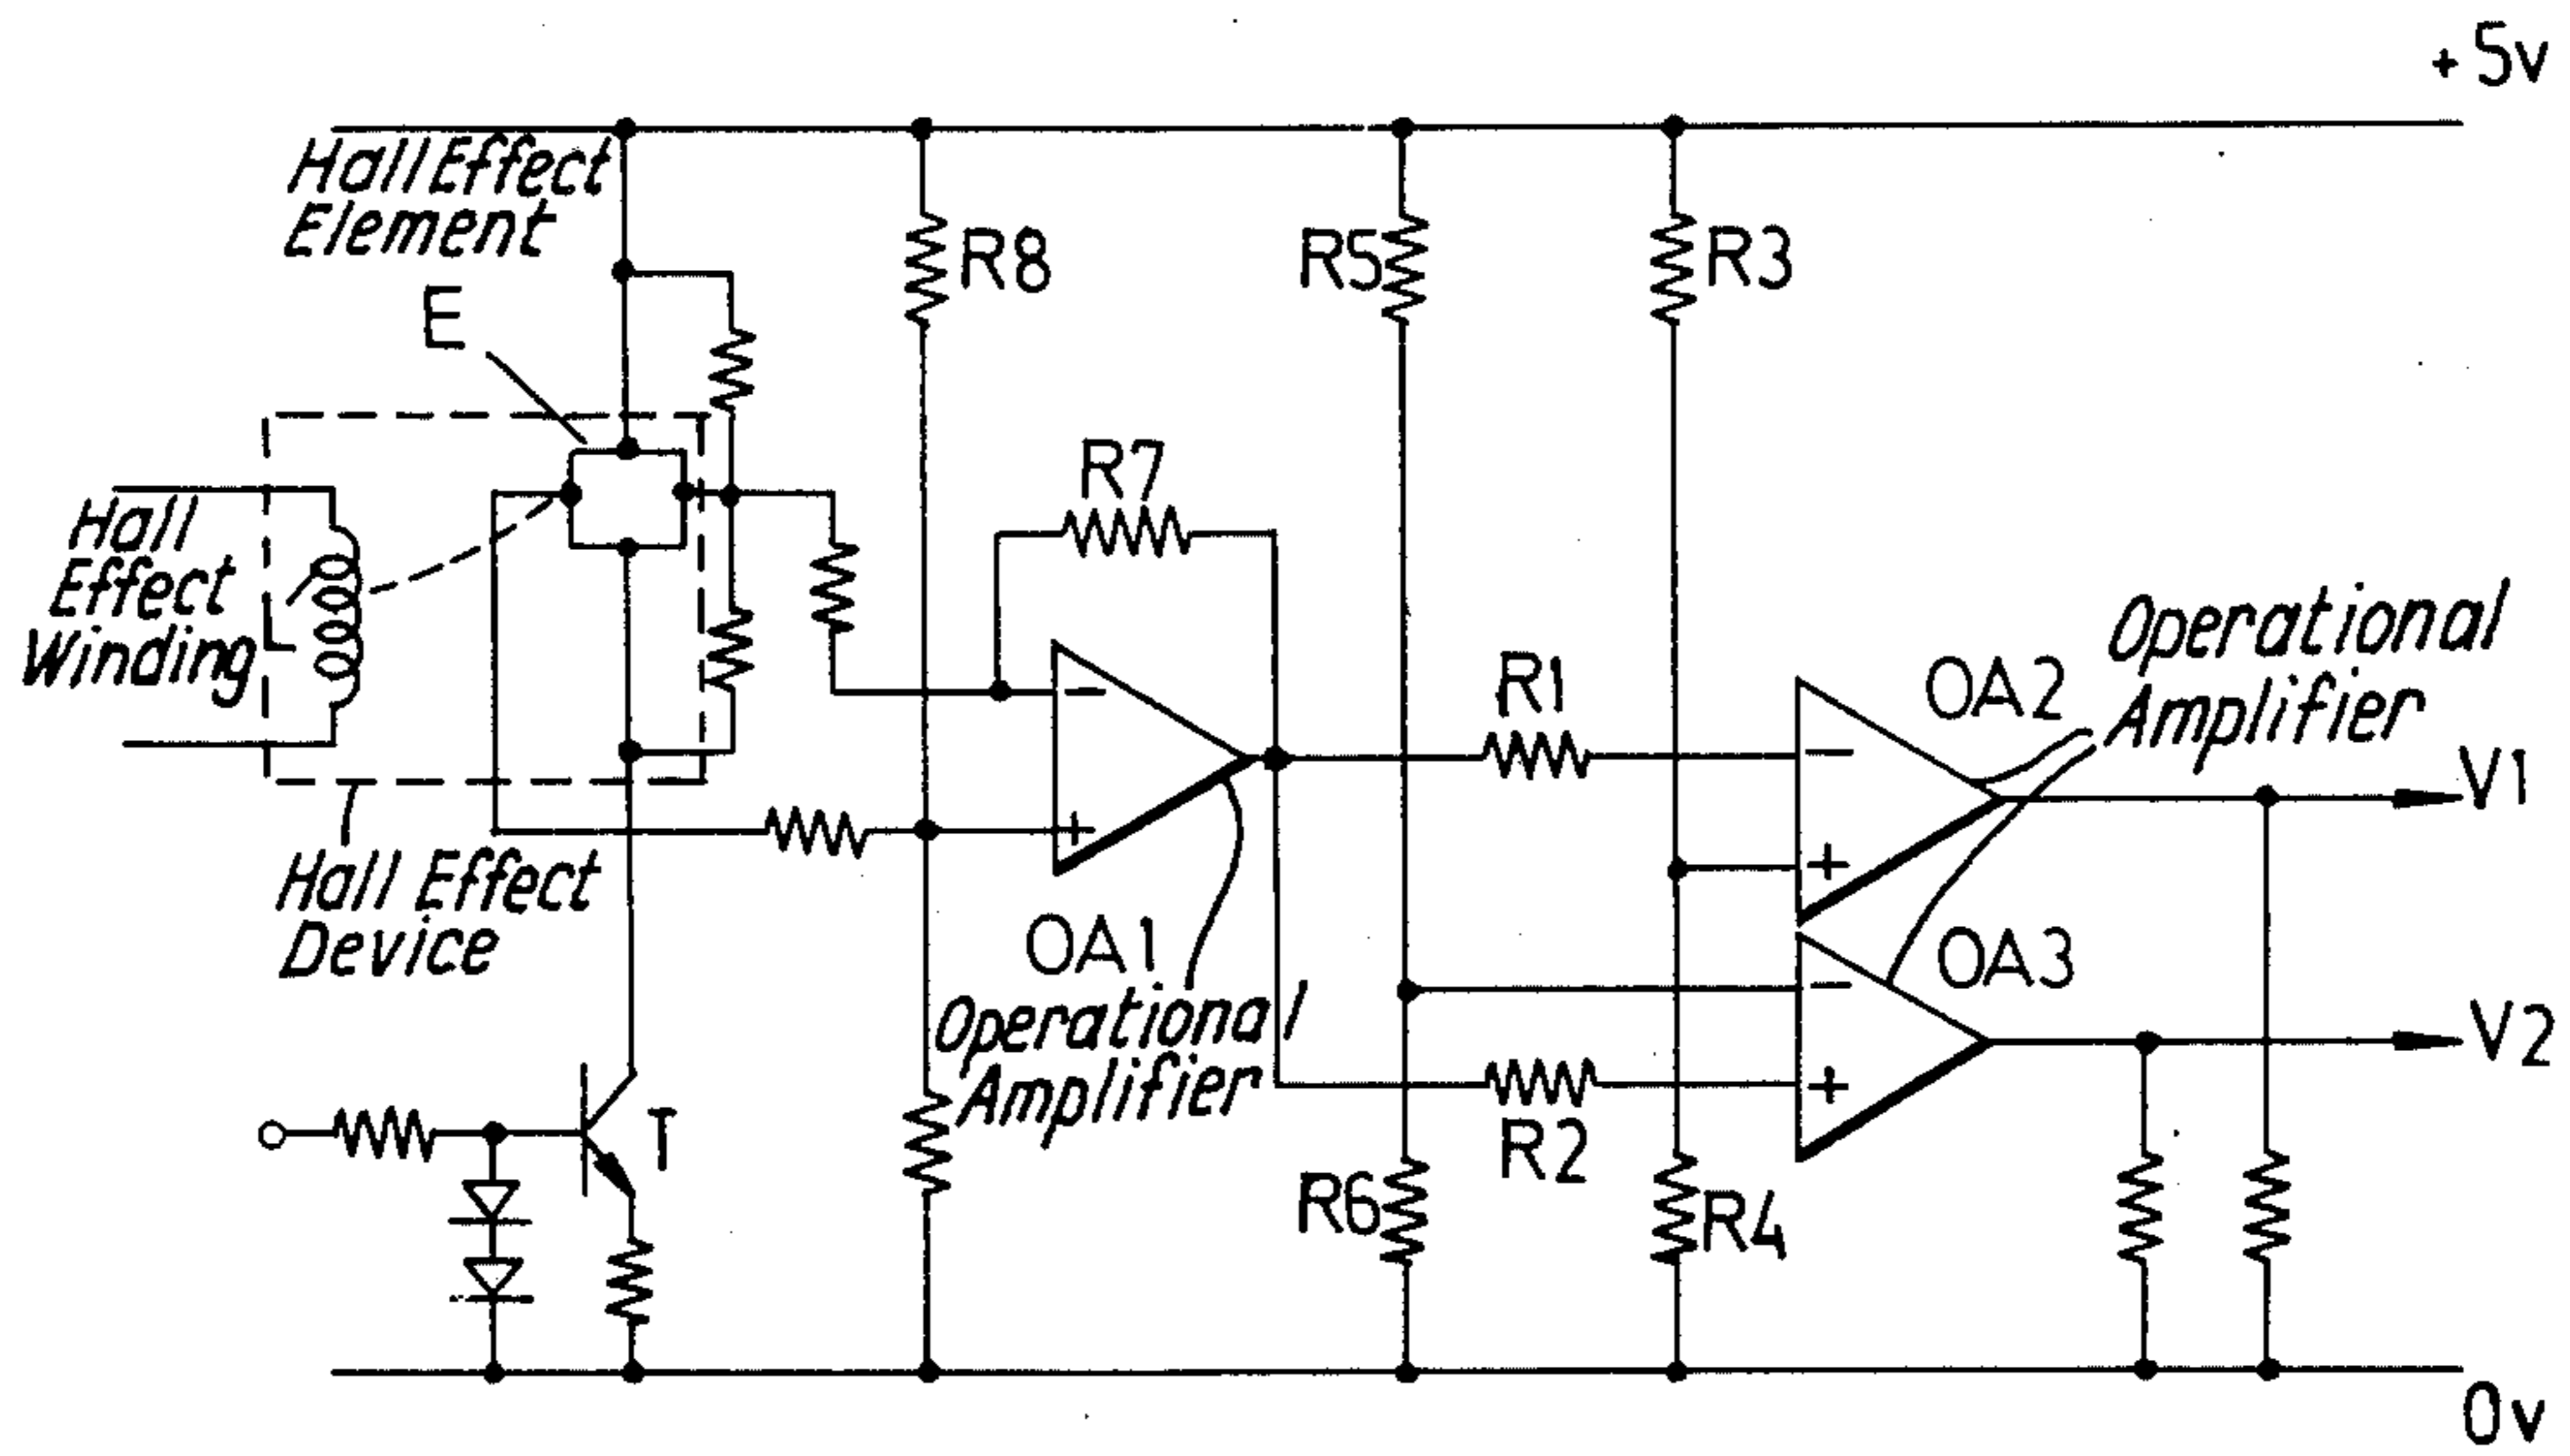 +5v
Hall Effect
Element
E
R8
R5
R3
Hall
Effect
Winding
L
R7
R1
OA2
Operational
Amplifier
V1
Hall Effect
Device
OA1
Operational
Amplifier
OA3
V2
T
R2
R6
R4
0v
−
+
−
+
−
+